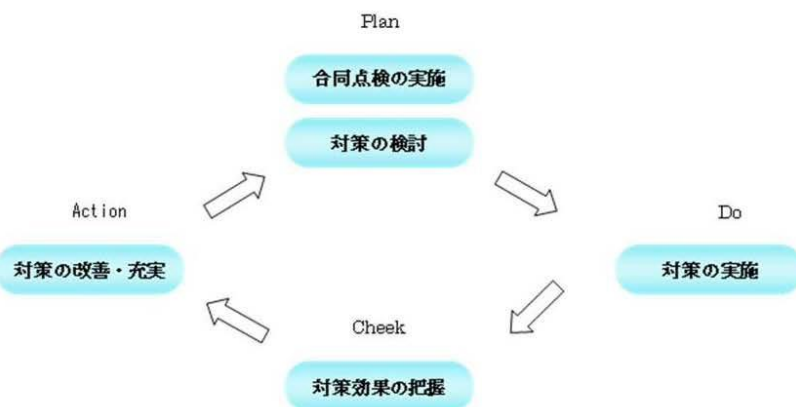 Plan
合同点検の実施
対策の検討
Action
Do
対策の改善・充実
対策の実施
Cheek
対策効果の把握